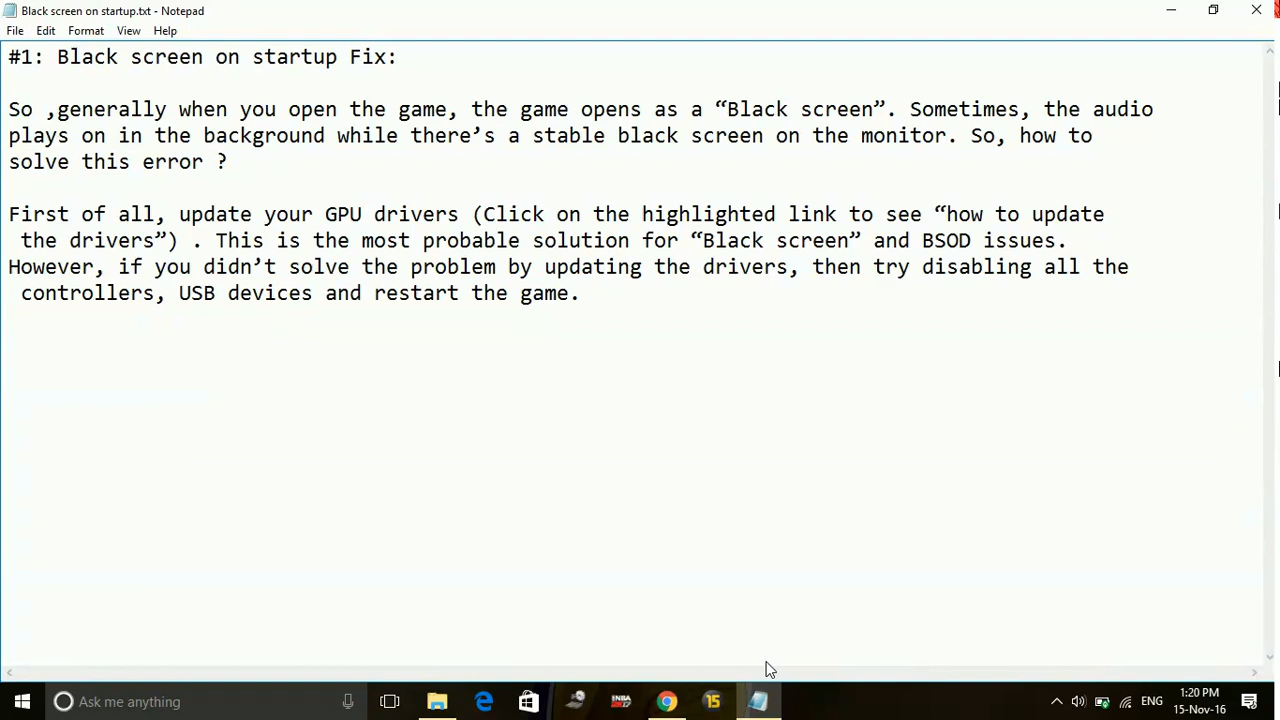 Black screen on startup.txt - Notepad
File Edit Format View Help
#1: Black screen on startup Fix:
So ,generally when you open the game, the game opens as a “Black screen”. Sometimes, the audio
plays on in the background while there’s a stable black screen on the monitor. So, how to
solve this error ?
First of all, update your GPU drivers (Click on the highlighted link to see “how to update
the drivers”) . This is the most probable solution for “Black screen” and BSOD issues.
However, if you didn’t solve the problem by updating the drivers, then try disabling all the
controllers, USB devices and restart the game.
Ask me anything
15
ENG
1:20 PM
15-Nov-16